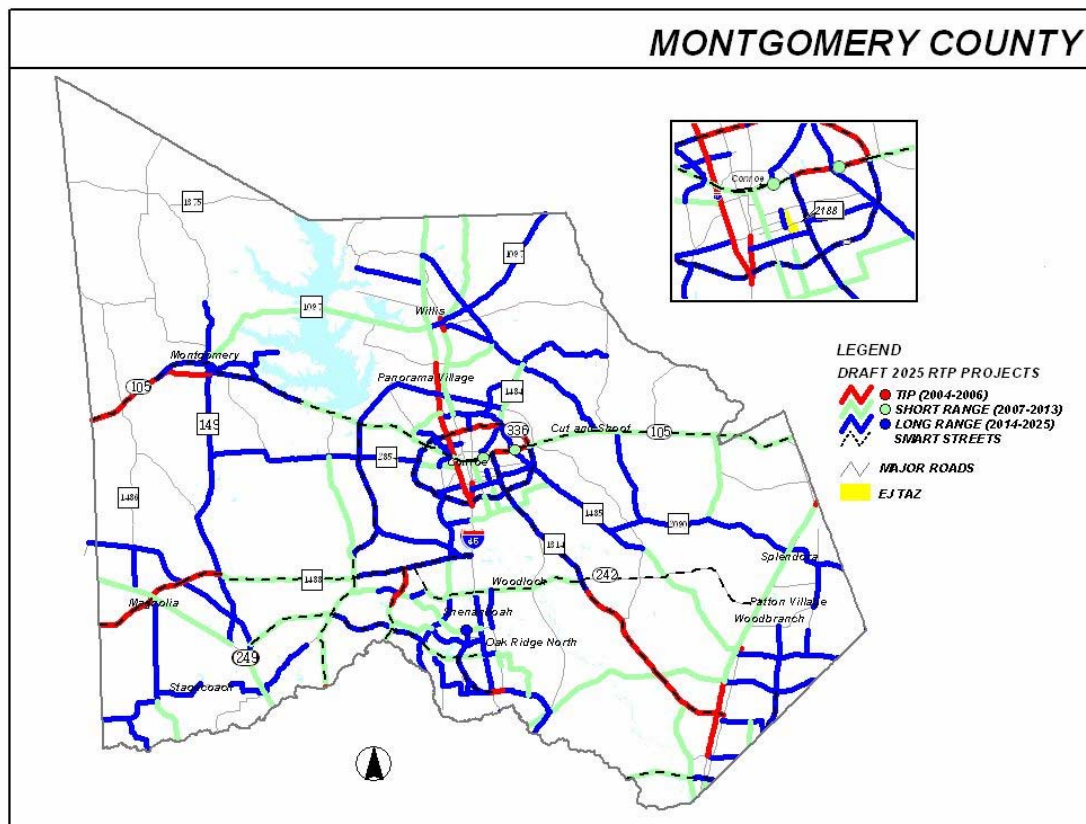 MONTGOMERY COUNTY
1375
Conroe
2188
1097
1097
Willis
Montgomery
105
Panorama Village
1484
149
336
Cut and Shoot
105
Conroe
1486
1485
2090
45
1314
Splendora
1488
Woodloch
242
Magnolia
Patton Village
Shenandoah
Woodbranch
249
Oak Ridge North
Stagecoach
LEGEND
DRAFT 2025 RTP PROJECTS
TIP (2004-2006)
SHORT RANGE (2007-2013)
LONG RANGE (2014-2025)
SMART STREETS
MAJOR ROADS
EJ TAZ